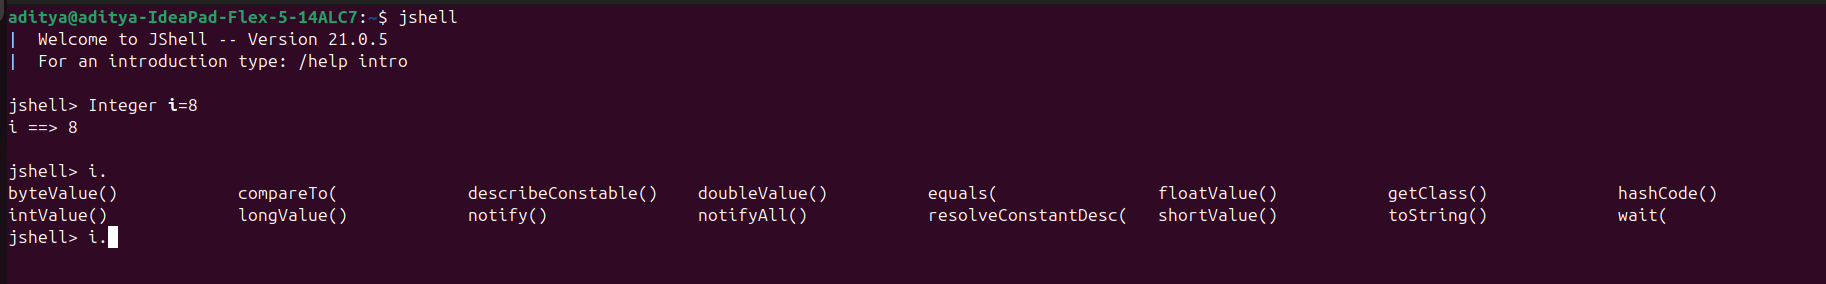 aditya@aditya-IdeaPad-Flex-5-14ALC7:~$ jshell
|  Welcome to JShell -- Version 21.0.5
|  For an introduction type: /help intro
jshell> Integer i=8
i ==> 8
jshell> i.
byteValue() compareTo( describeConstable() doubleValue() equals( floatValue() getClass() hashCode()
intValue() longValue() notify() notifyAll() resolveConstantDesc( shortValue() toString() wait(
jshell> i.